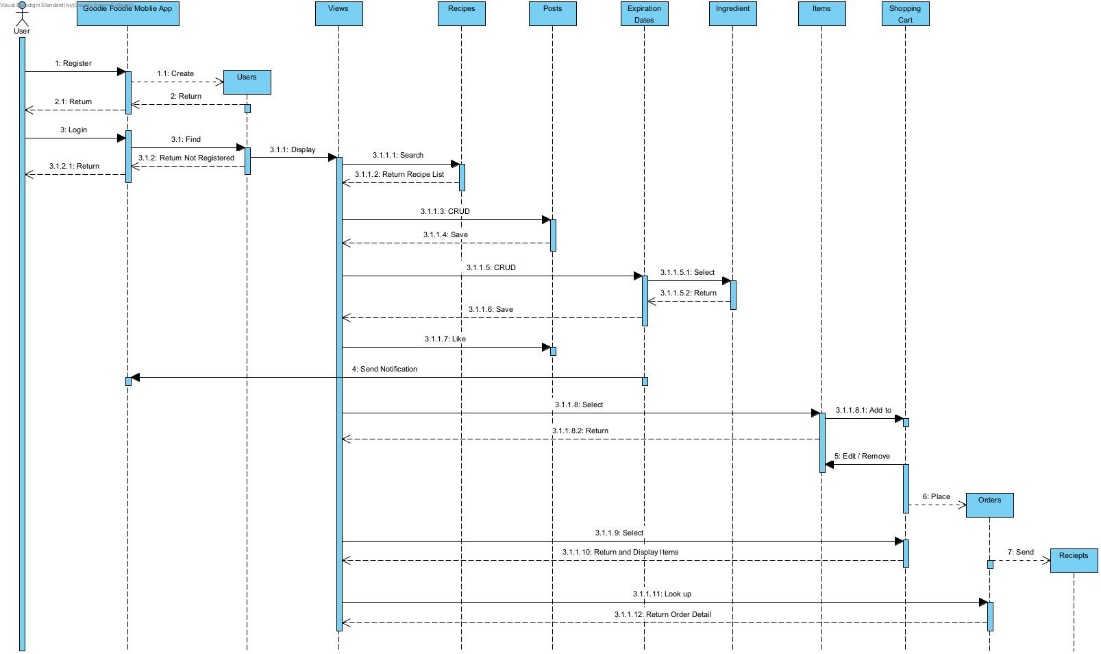 Goodie Foodie Moblie App
Views
Recipes
Posts
Expiration
Dates
Ingredient
Items
Shopping
Cart
User
1: Register
1.1: Create
Users
2: Return
2.1: Return
3: Login
3.1: Find
3.1.1: Display
3.1.2: Return Not Registered
3.1.2.1: Return
3.1.1.1: Search
3.1.1.2: Return Recipe List
3.1.1.3: CRUD
3.1.1.4: Save
3.1.1.5: CRUD
3.1.1.5.1: Select
3.1.1.5.2: Return
3.1.1.6: Save
3.1.1.7: Like
4: Send Notification
3.1.1.8: Select
3.1.1.8.1: Add to
3.1.1.8.2: Return
5: Edit / Remove
6: Place
Orders
3.1.1.9: Select
3.1.1.10: Return and Display Items
7: Send
Reciepts
3.1.1.11: Look up
3.1.1.12: Return Order Detail